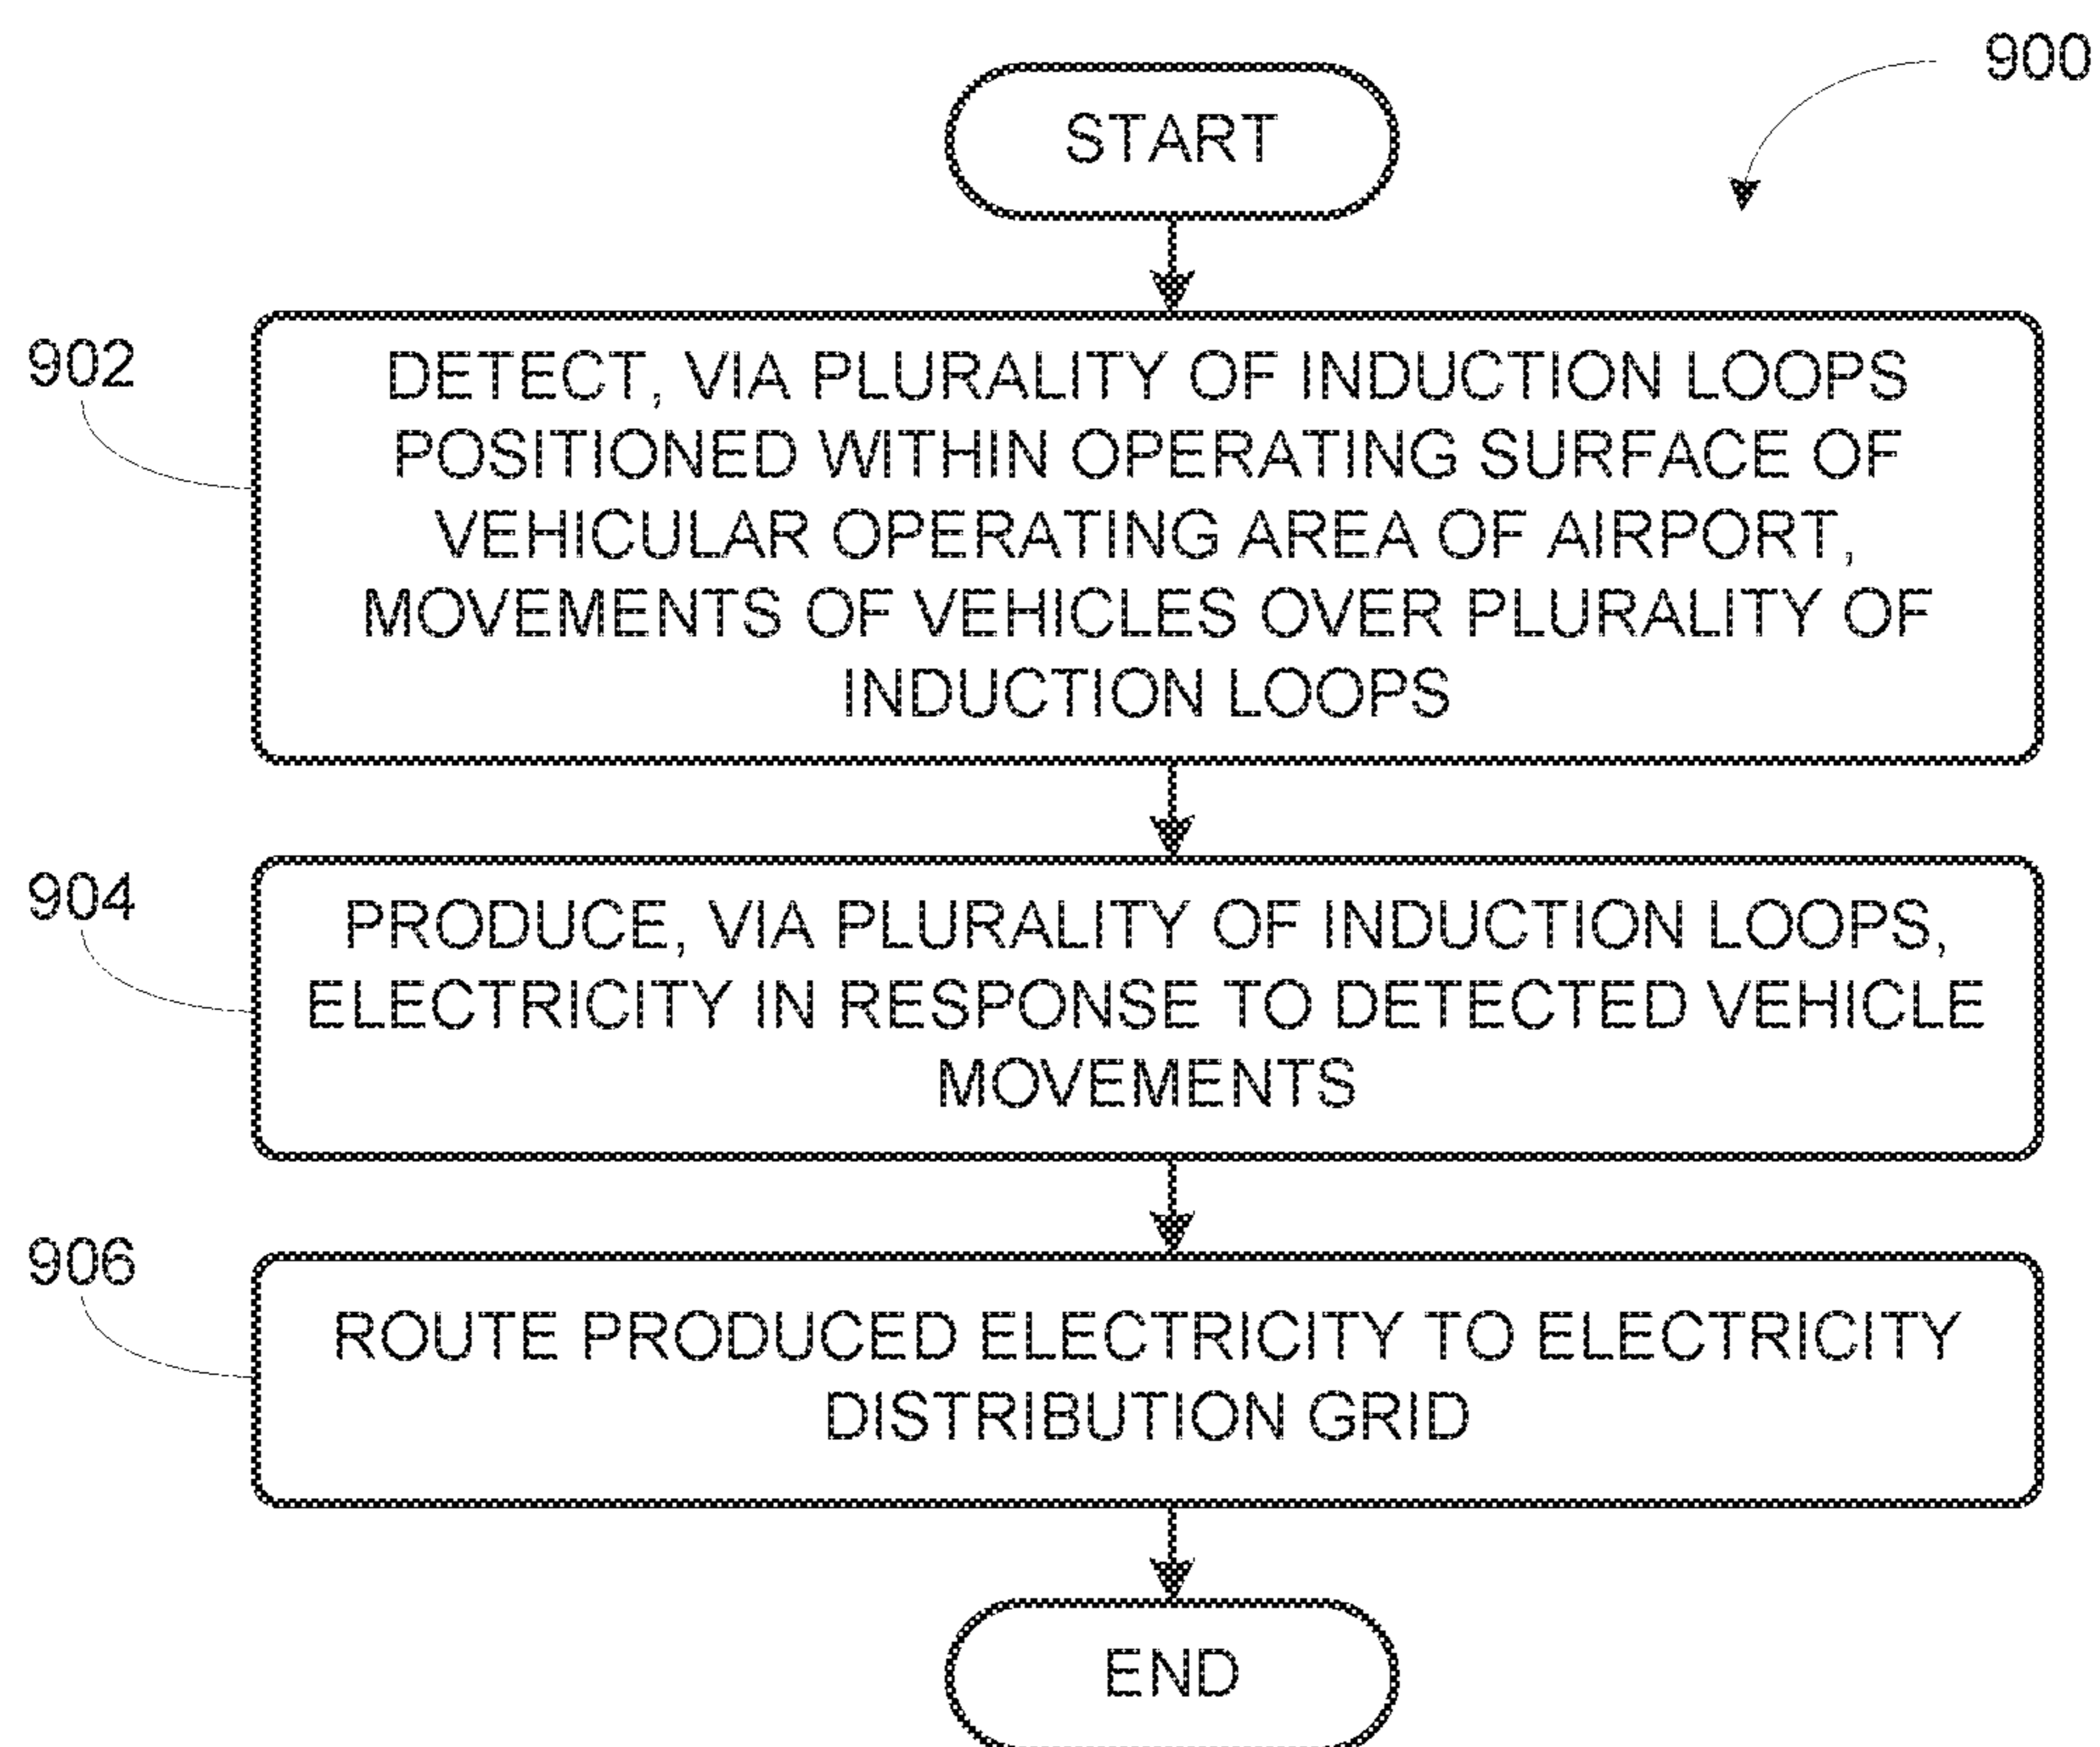 900
START
902
DETECT, VIA PLURALITY OF INDUCTION LOOPS
POSITIONED WITHIN OPERATING SURFACE OF
VEHICULAR OPERATING AREA OF AIRPORT,
MOVEMENTS OF VEHICLES OVER PLURALITY OF
INDUCTION LOOPS
904
PRODUCE, VIA PLURALITY OF INDUCTION LOOPS,
ELECTRICITY IN RESPONSE TO DETECTED VEHICLE
MOVEMENTS
906
ROUTE PRODUCED ELECTRICITY TO ELECTRICITY
DISTRIBUTION GRID
END